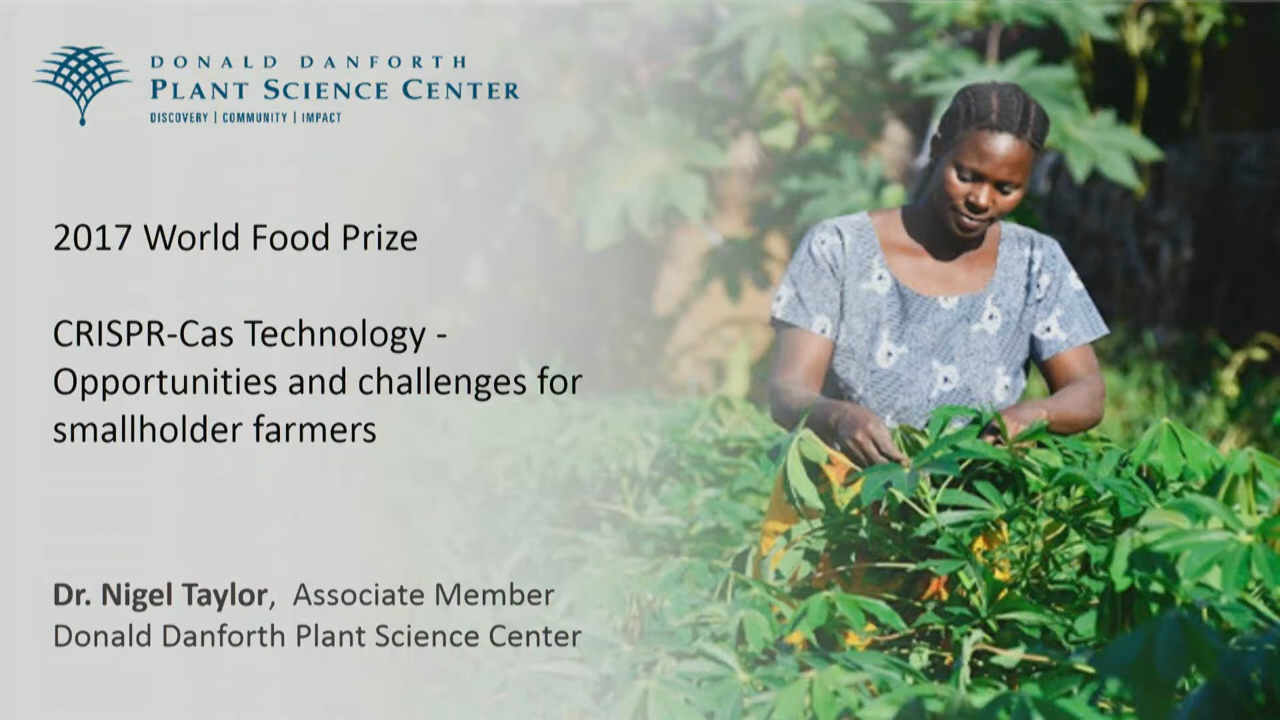 DONALD DANFORTH
PLANT SCIENCE CENTER
DISCOVERY | COMMUNITY | IMPACT
2017 World Food Prize
CRISPR-Cas Technology -
Opportunities and challenges for
smallholder farmers
Dr. Nigel Taylor, Associate Member
Donald Danforth Plant Science Center